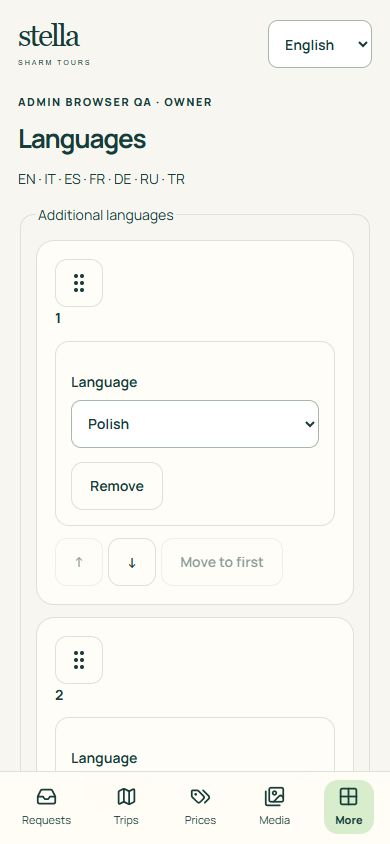 stella
SHARM TOURS
English
ADMIN BROWSER QA · OWNER
Languages
EN · IT · ES · FR · DE · RU · TR
Additional languages
1
Language
Polish
Remove
↑ ↓ Move to first
2
Language
Requests Trips Prices Media More